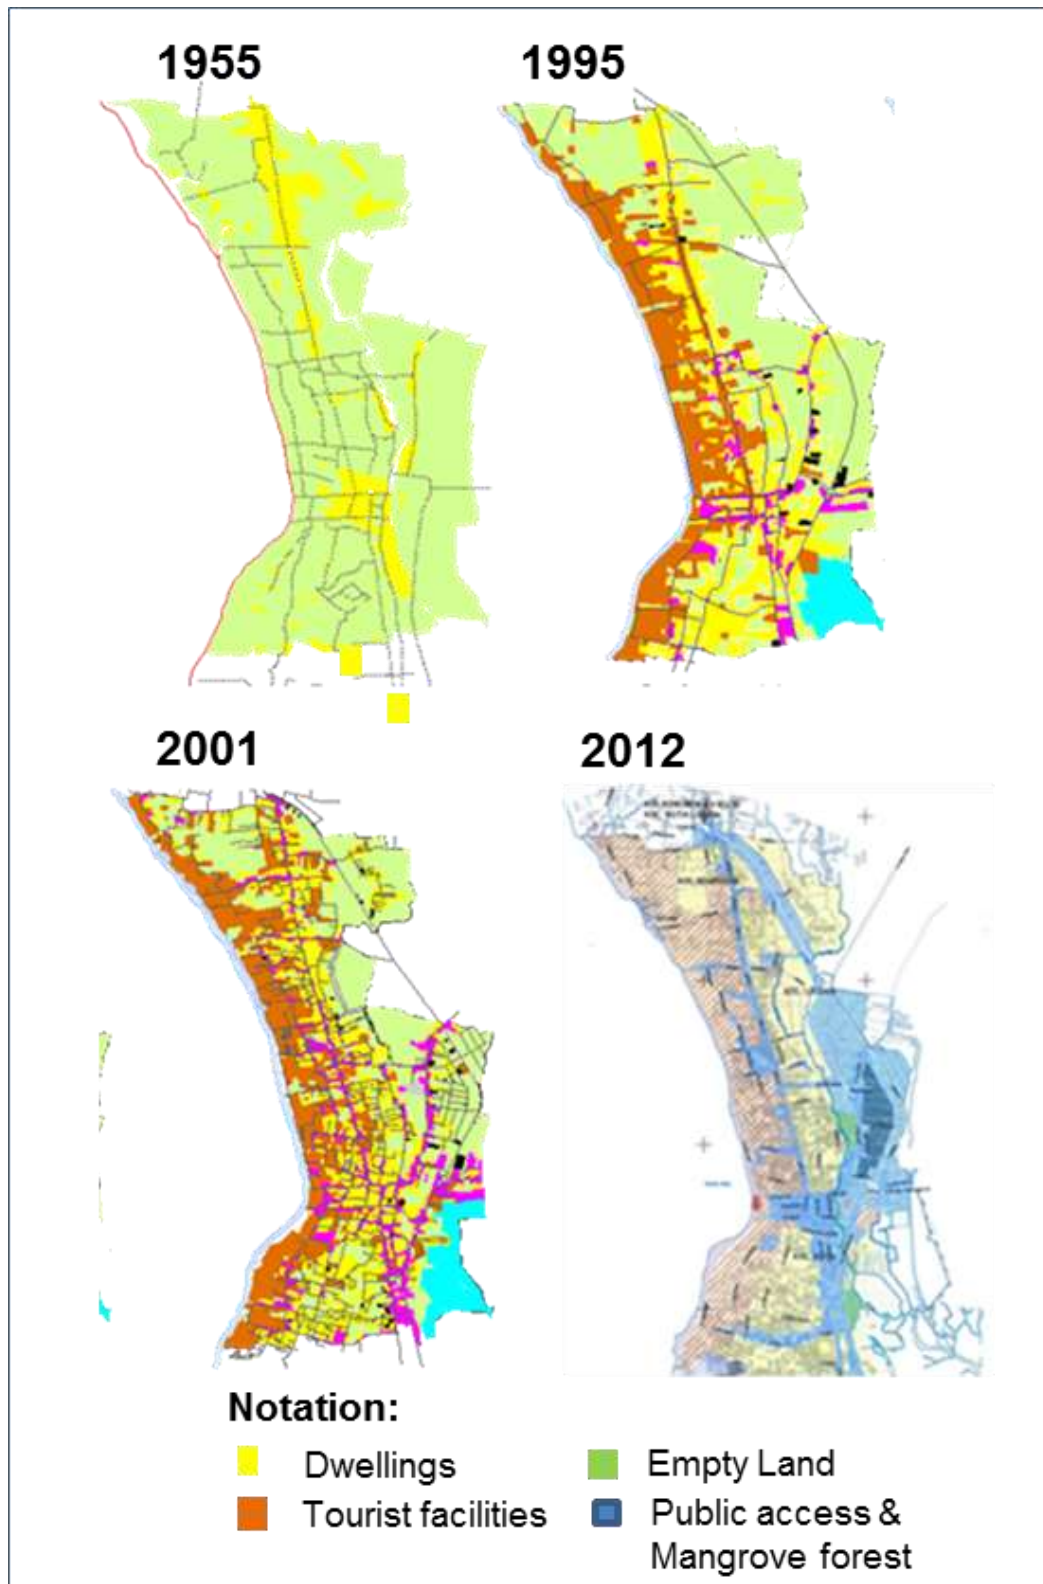 1955
1995
2001
2012
Notation:
Dwellings
Empty Land
Tourist facilities
Public access &
Mangrove forest